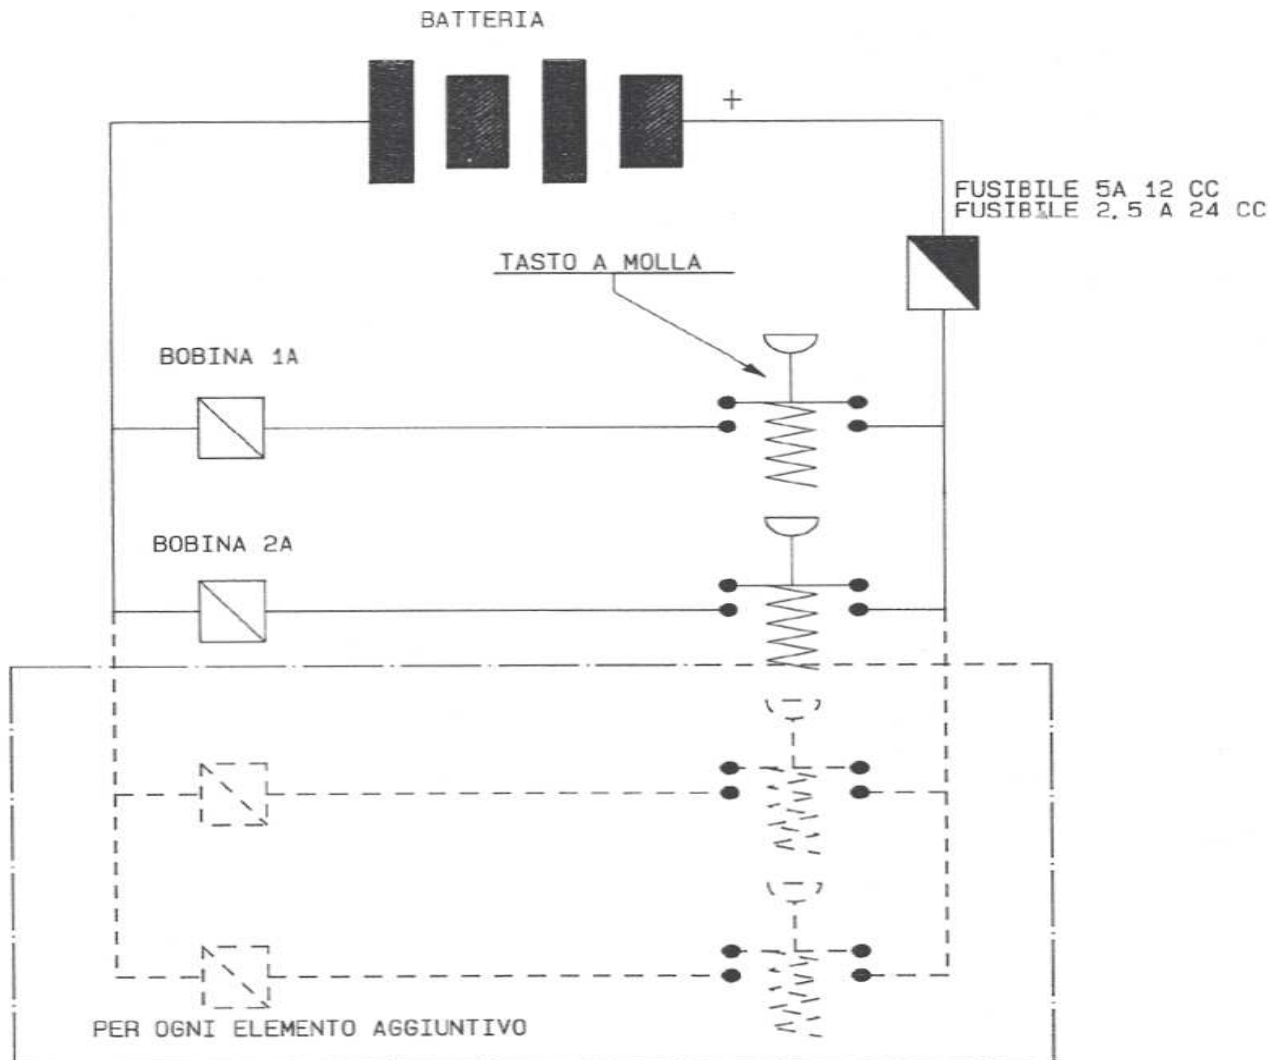 BATTERIA
+
FUSIBILE 5A 12 CC
FUSIBILE 2,5 A 24 CC
TASTO A MOLLA
BOBINA 1A
BOBINA 2A
PER OGNI ELEMENTO AGGIUNTIVO